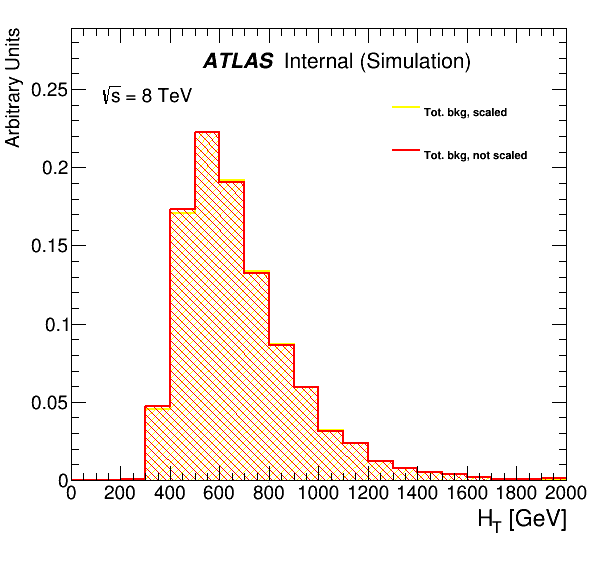 ATLAS Internal (Simulation)
√s = 8 TeV
Tot. bkg, scaled
Tot. bkg, not scaled
Arbitrary Units
0.25
0.2
0.15
0.1
0.05
0
0 200 400 600 800 1000 1200 1400 1600 1800 2000
H_T [GeV]